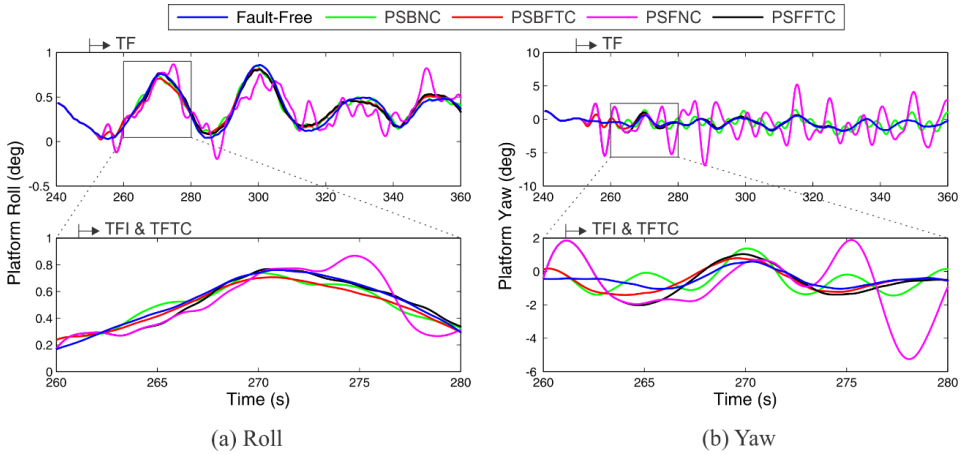 Fault-Free PSBNC PSBFTC PSFNC PSFFTC
TF
Platform Roll (deg)
1
0.5
0
-0.5
240 260 280 300 320 340 360
TFI & TFTC
1
0.8
0.6
0.4
0.2
0
260 265 270 275 280
Time (s)
(a) Roll
TF
Platform Yaw (deg)
10
5
0
-5
-10
240 260 280 300 320 340 360
TFI & TFTC
2
0
-2
-4
-6
260 265 270 275 280
Time (s)
(b) Yaw